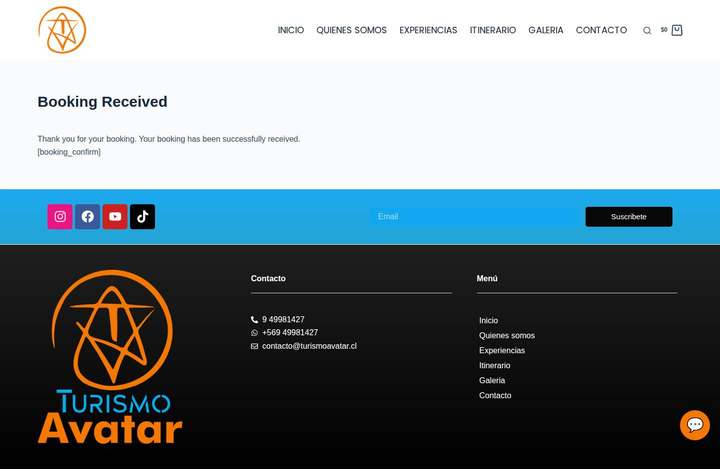 INICIO QUIENES SOMOS EXPERIENCIAS ITINERARIO GALERIA CONTACTO $0
Booking Received
Thank you for your booking. Your booking has been successfully received.
[booking_confirm]
Email Suscribete
Contacto
9 49981427
+569 49981427
contacto@turismoavatar.cl
Menú
Inicio
Quienes somos
Experiencias
Itinerario
Galeria
Contacto
TURISMO
Avatar